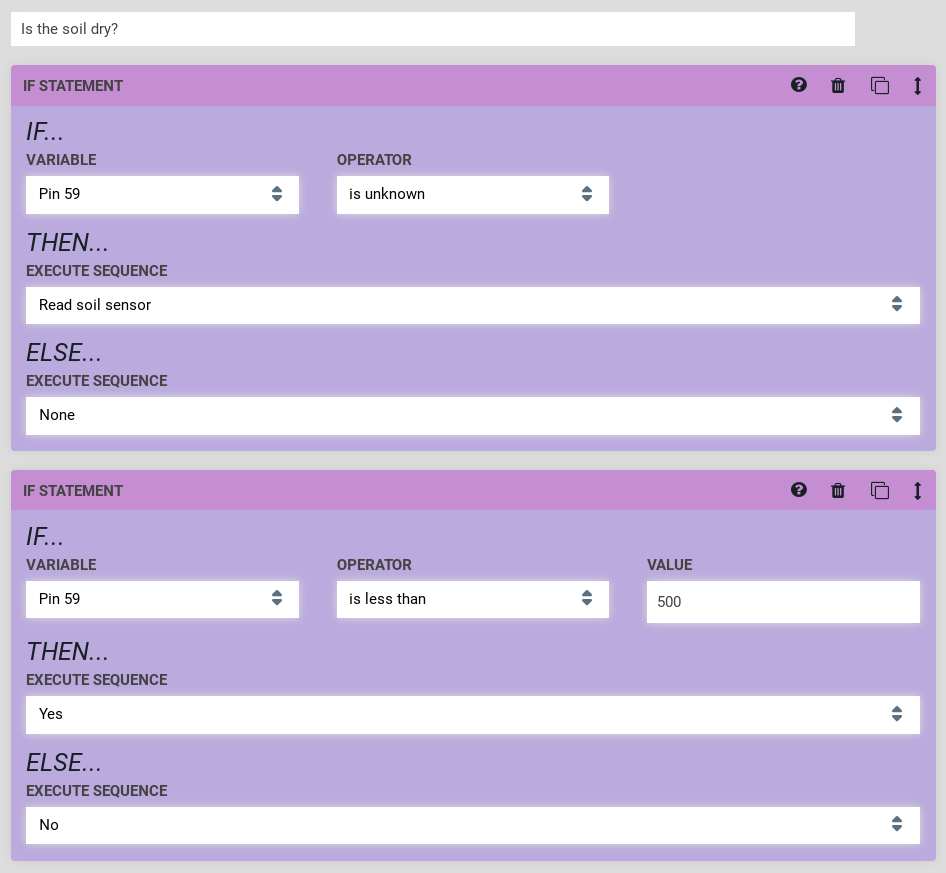 Is the soil dry?
IF STATEMENT
IF...
VARIABLE OPERATOR
Pin 59 is unknown
THEN...
EXECUTE SEQUENCE
Read soil sensor
ELSE...
EXECUTE SEQUENCE
None
IF STATEMENT
IF...
VARIABLE OPERATOR VALUE
Pin 59 is less than 500
THEN...
EXECUTE SEQUENCE
Yes
ELSE...
EXECUTE SEQUENCE
No